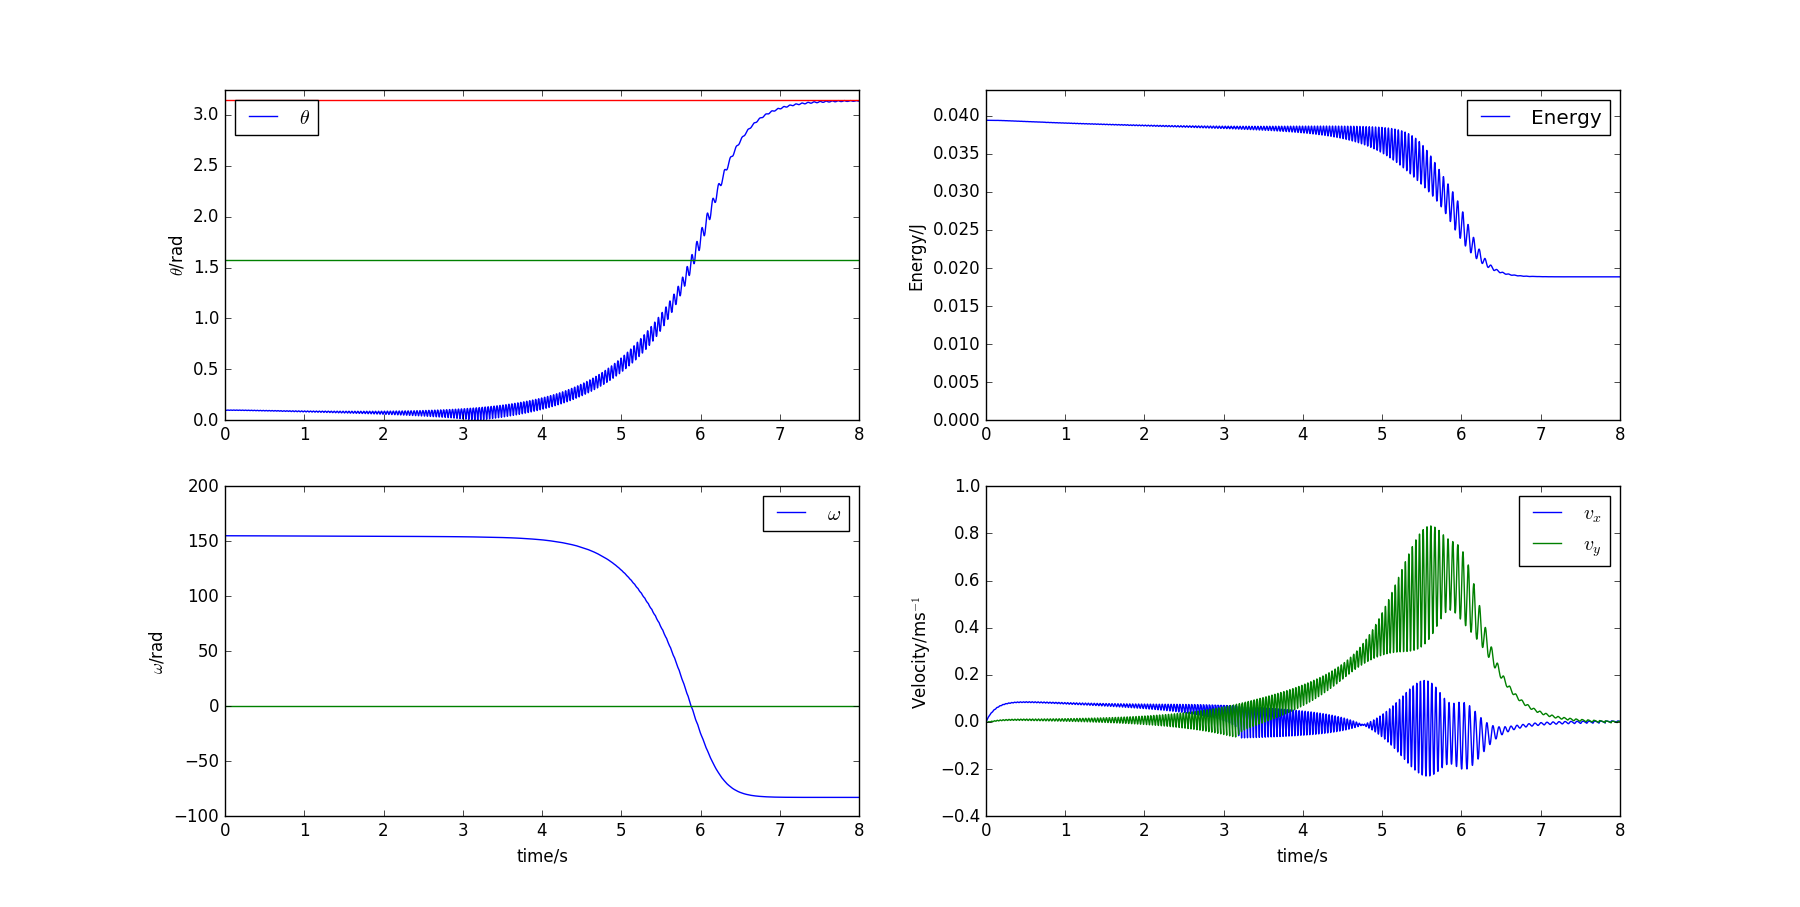 3.0
2.5
2.0
1.5
1.0
0.5
0.0
θ/rad
θ
0 1 2 3 4 5 6 7 8
0.040
0.035
0.030
0.025
0.020
0.015
0.010
0.005
0.000
Energy/J
Energy
0 1 2 3 4 5 6 7 8
200
150
100
50
0
−50
−100
ω/rad
ω
0 1 2 3 4 5 6 7 8
time/s
1.0
0.8
0.6
0.4
0.2
0.0
−0.2
−0.4
Velocity/ms⁻¹
vₓ
v_y
0 1 2 3 4 5 6 7 8
time/s